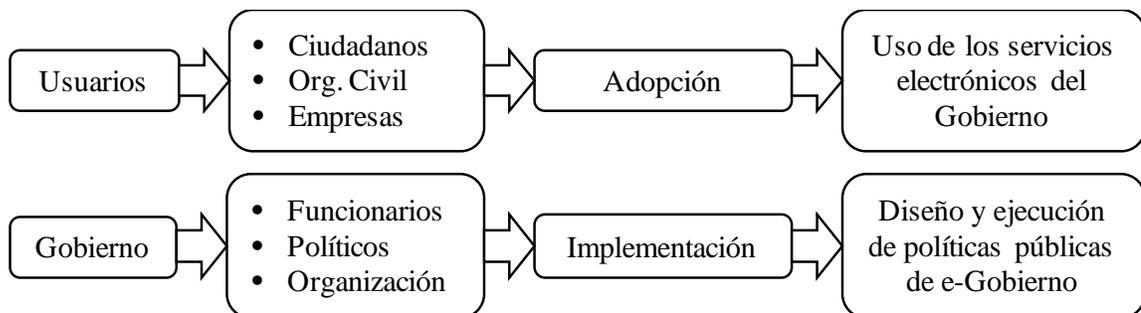 Usuarios
• Ciudadanos
• Org. Civil
• Empresas
Adopción
Uso de los servicios
electrónicos del
Gobierno
Gobierno
• Funcionarios
• Políticos
• Organización
Implementación
Diseño y ejecución
de políticas públicas
de e-Gobierno